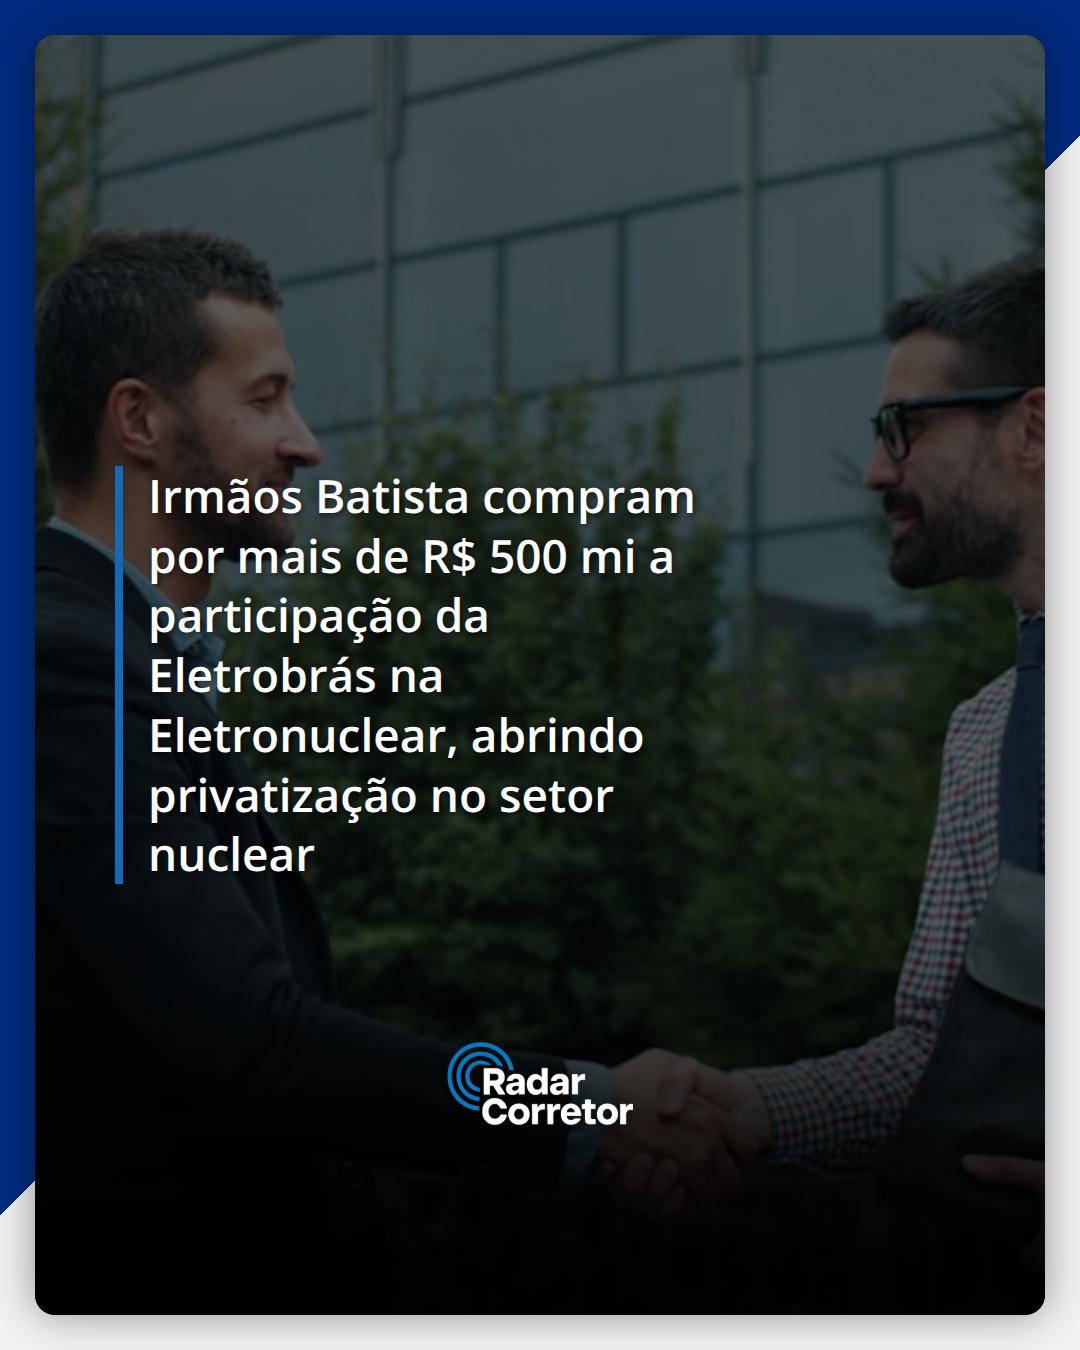 Irmãos Batista compram
por mais de R$ 500 mi a
participação da
Eletrobrás na
Eletronuclear, abrindo
privatização no setor
nuclear
Radar
Corretor